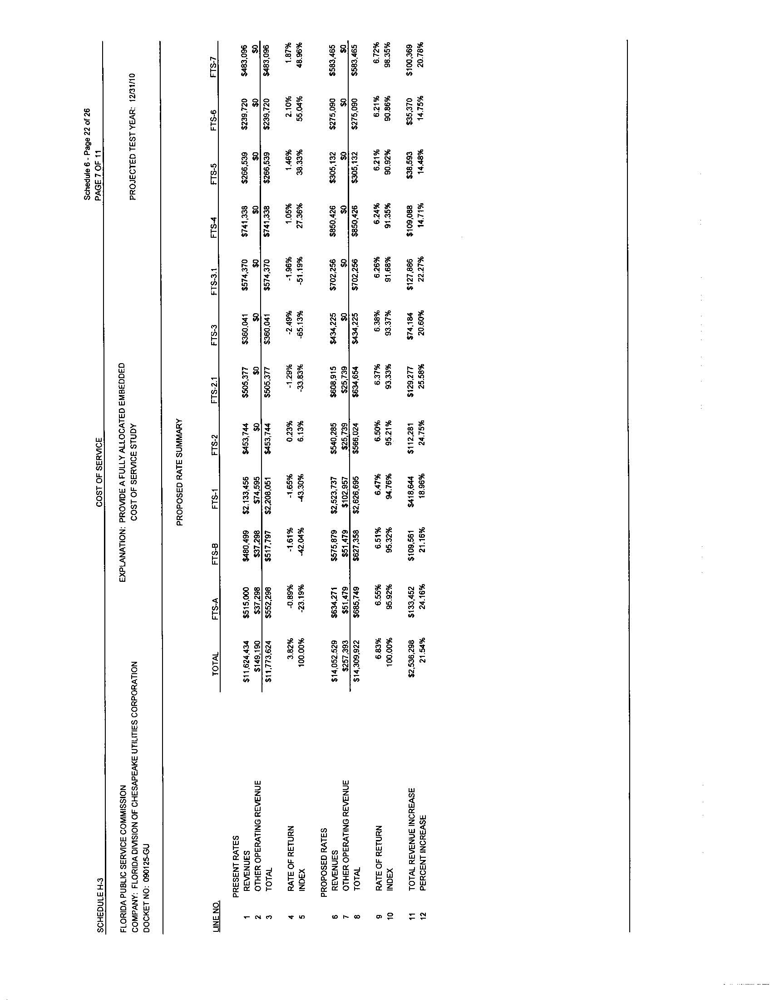 Schedule 6 - Page 22 of 26
SCHEDULE H-3 COST OF SERVICE PAGE 7 OF 11
FLORIDA PUBLIC SERVICE COMMISSION EXPLANATION: PROVIDE A FULLY ALLOCATED EMBEDDED
COMPANY: FLORIDA DIVISION OF CHESAPEAKE UTILITIES CORPORATION COST OF SERVICE STUDY PROJECTED TEST YEAR: 12/31/10
DOCKET NO: 090125-GU
PROPOSED RATE SUMMARY
LINE NO. TOTAL FTS-A FTS-B FTS-1 FTS-2 FTS-2.1 FTS-3 FTS-3.1 FTS-4 FTS-5 FTS-6 FTS-7
PRESENT RATES
1 REVENUES $11,624,434 $515,000 $480,499 $2,133,456 $453,744 $505,377 $360,041 $574,370 $741,338 $266,539 $239,720 $483,096
2 OTHER OPERATING REVENUE $149,190 $37,298 $37,298 $74,595 $0 $0 $0 $0 $0 $0 $0 $0
3 TOTAL $11,773,624 $552,298 $517,797 $2,208,051 $453,744 $505,377 $360,041 $574,370 $741,338 $266,539 $239,720 $483,096
4 RATE OF RETURN 3.82% -0.89% -1.61% -1.65% 0.23% -1.29% -2.49% -1.96% 1.05% 1.46% 2.10% 1.87%
5 INDEX 100.00% -23.19% -42.04% -43.30% 6.13% -33.83% -65.13% -51.19% 27.36% 38.33% 55.04% 48.96%
PROPOSED RATES
6 REVENUES $14,052,529 $634,271 $575,879 $2,523,737 $540,285 $608,915 $434,225 $702,256 $850,426 $305,132 $275,090 $583,465
7 OTHER OPERATING REVENUE $257,393 $51,479 $51,479 $102,957 $25,739 $25,739 $0 $0 $0 $0 $0 $0
8 TOTAL $14,309,922 $685,749 $627,358 $2,626,695 $566,024 $634,654 $434,225 $702,256 $850,426 $305,132 $275,090 $583,465
9 RATE OF RETURN 6.83% 6.55% 6.51% 6.47% 6.50% 6.37% 6.38% 6.26% 6.24% 6.21% 6.21% 6.72%
10 INDEX 100.00% 95.92% 95.32% 94.76% 95.21% 93.33% 93.37% 91.68% 91.35% 90.92% 90.86% 98.35%
11 TOTAL REVENUE INCREASE $2,536,298 $133,452 $109,561 $418,644 $112,281 $129,277 $74,184 $127,886 $109,088 $38,593 $35,370 $100,369
12 PERCENT INCREASE 21.54% 24.16% 21.16% 18.96% 24.75% 25.58% 20.60% 22.27% 14.71% 14.48% 14.75% 20.78%